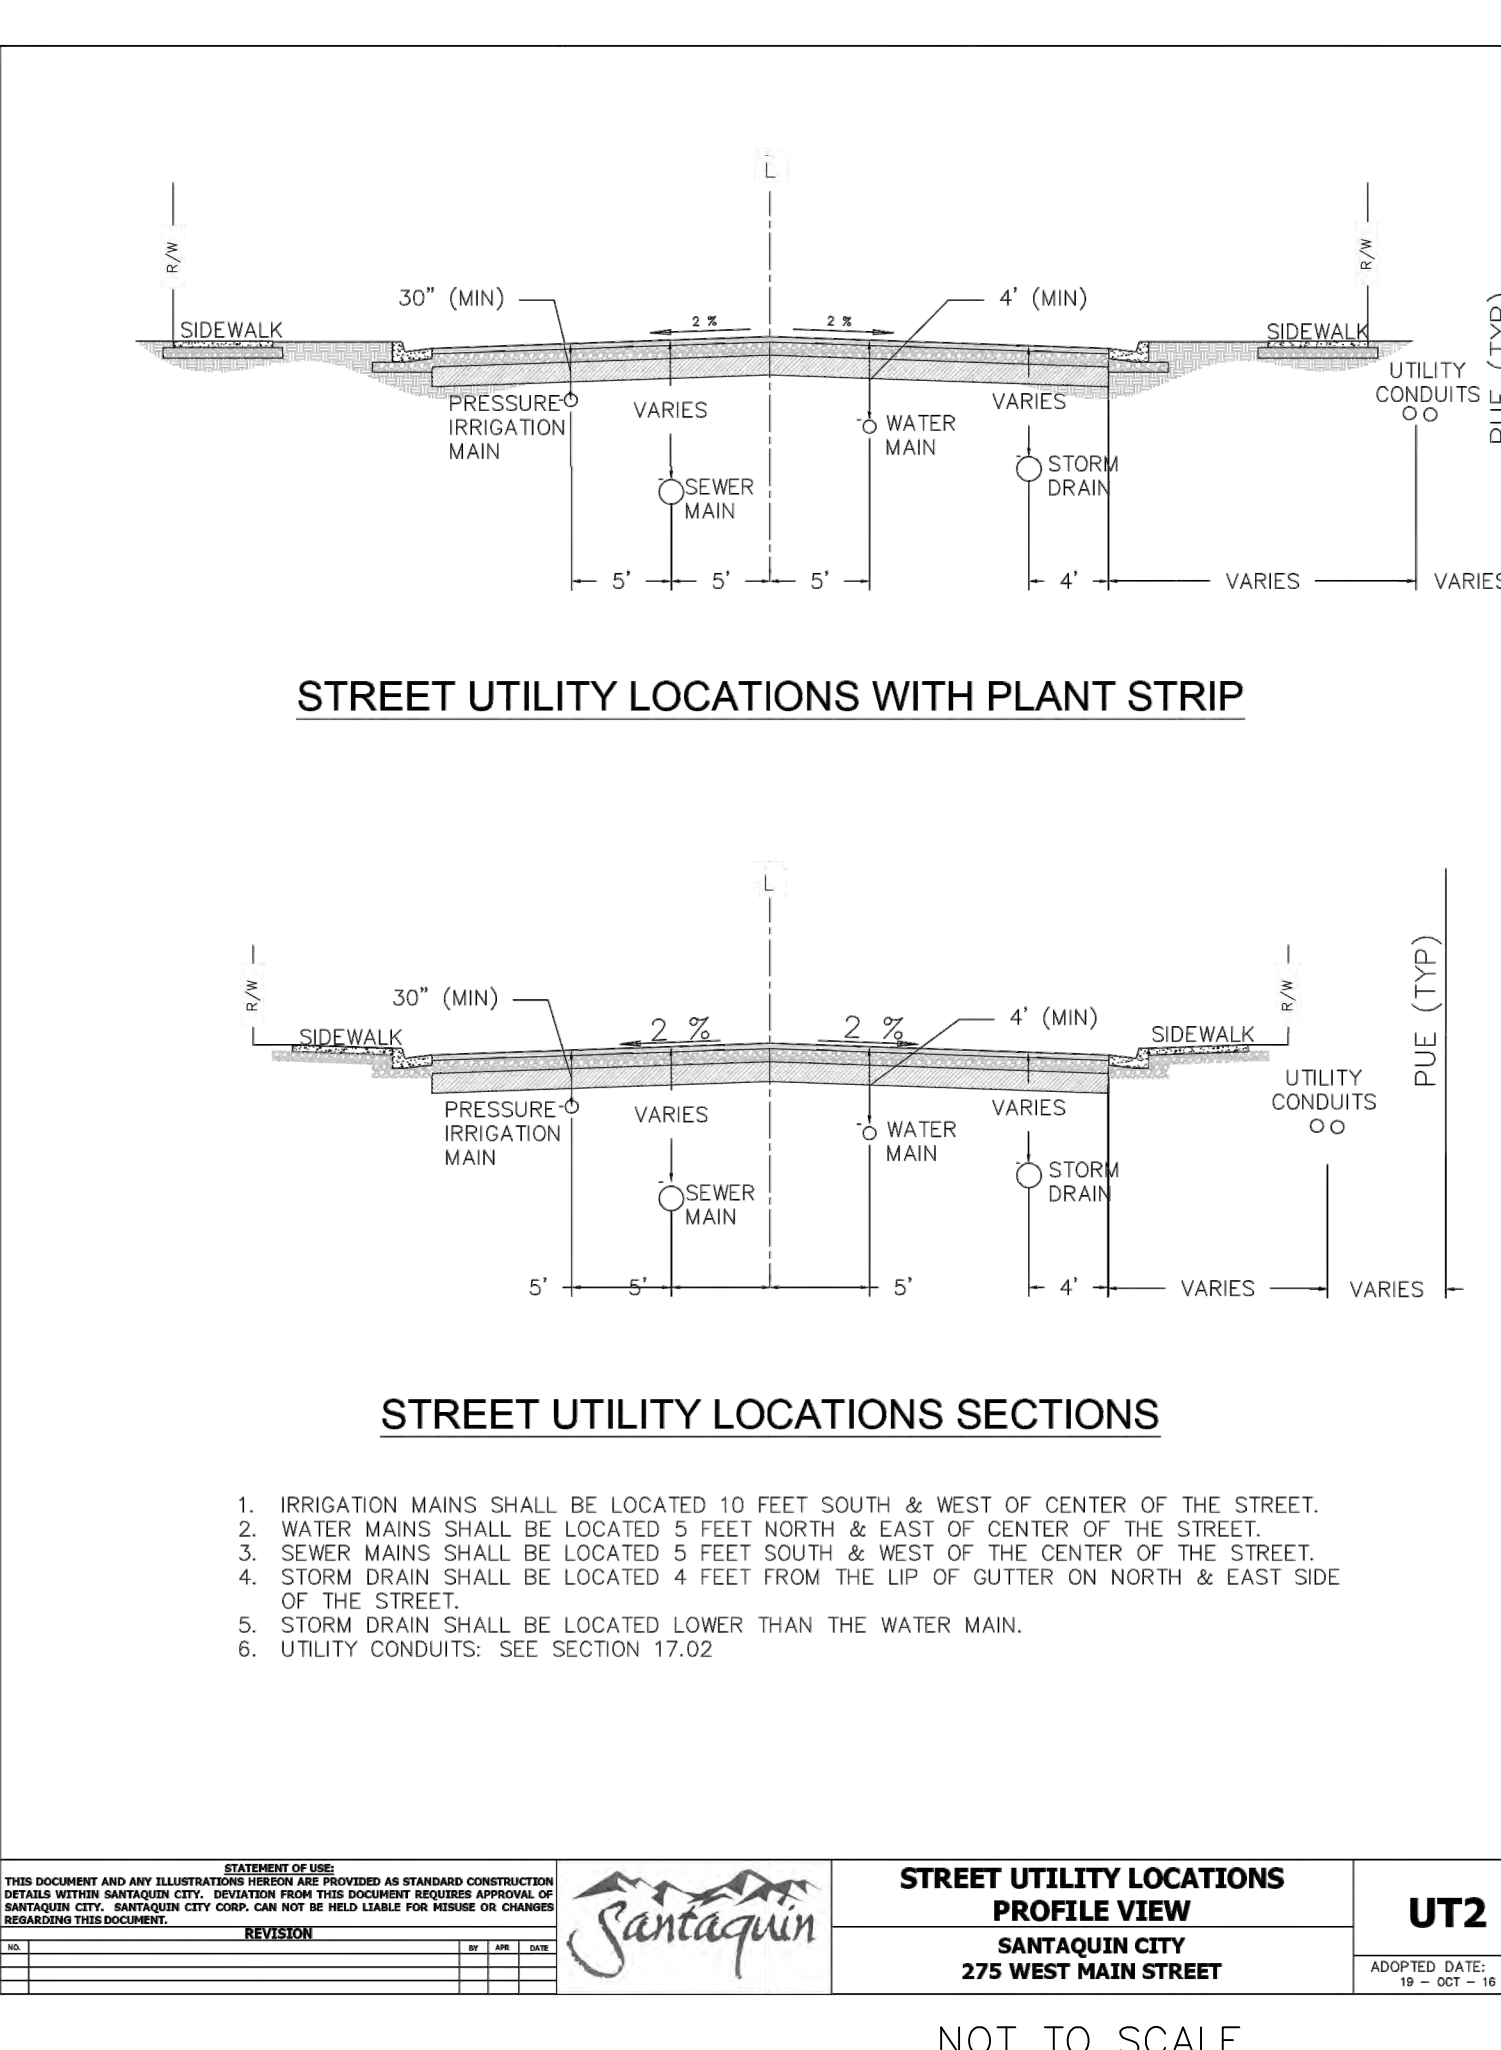 L
R/W
R/W
30" (MIN)
4' (MIN)
2 %
2 %
SIDEWALK
SIDEWALK
PUE (TYP)
UTILITY
CONDUITS
PRESSURE
IRRIGATION
MAIN
VARIES
WATER
MAIN
VARIES
STORM
DRAIN
SEWER
MAIN
5'
5'
5'
4'
VARIES
VARIES
STREET UTILITY LOCATIONS WITH PLANT STRIP
L
R/W
R/W
PUE (TYP)
30" (MIN)
4' (MIN)
2 %
2 %
SIDEWALK
SIDEWALK
UTILITY
CONDUITS
PRESSURE
IRRIGATION
MAIN
VARIES
WATER
MAIN
VARIES
STORM
DRAIN
SEWER
MAIN
5'
5'
5'
4'
VARIES
VARIES
STREET UTILITY LOCATIONS SECTIONS
1. IRRIGATION MAINS SHALL BE LOCATED 10 FEET SOUTH & WEST OF CENTER OF THE STREET.
2. WATER MAINS SHALL BE LOCATED 5 FEET NORTH & EAST OF CENTER OF THE STREET.
3. SEWER MAINS SHALL BE LOCATED 5 FEET SOUTH & WEST OF THE CENTER OF THE STREET.
4. STORM DRAIN SHALL BE LOCATED 4 FEET FROM THE LIP OF GUTTER ON NORTH & EAST SIDE
OF THE STREET.
5. STORM DRAIN SHALL BE LOCATED LOWER THAN THE WATER MAIN.
6. UTILITY CONDUITS: SEE SECTION 17.02
STATEMENT OF USE:
THIS DOCUMENT AND ANY ILLUSTRATIONS HEREON ARE PROVIDED AS STANDARD CONSTRUCTION
DETAILS WITHIN SANTAQUIN CITY. DEVIATION FROM THIS DOCUMENT REQUIRES APPROVAL OF
SANTAQUIN CITY. SANTAQUIN CITY CORP. CAN NOT BE HELD LIABLE FOR MISUSE OR CHANGES
REGARDING THIS DOCUMENT.
REVISION
NO. BY APR DATE
Santaquin
STREET UTILITY LOCATIONS
PROFILE VIEW
SANTAQUIN CITY
275 WEST MAIN STREET
UT2
ADOPTED DATE:
19 - OCT - 16
NOT TO SCALE